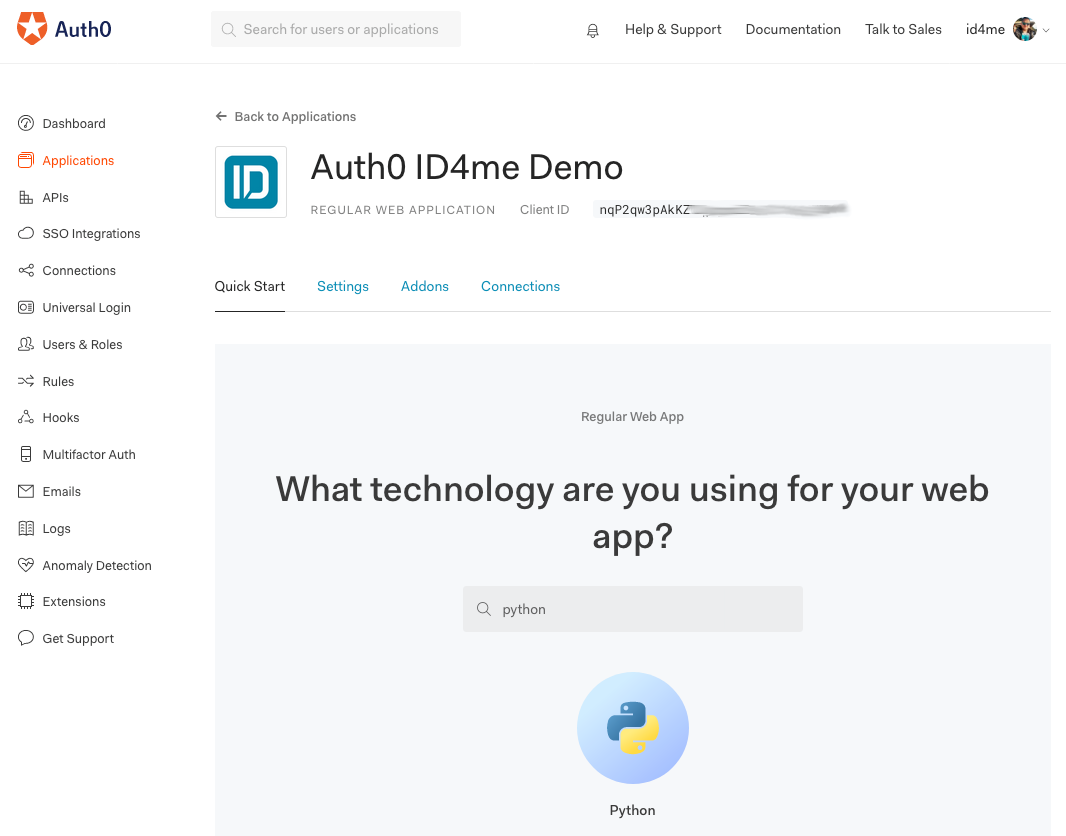 Auth0
Search for users or applications
Help & Support
Documentation
Talk to Sales
id4me
Dashboard
Applications
APIs
SSO Integrations
Connections
Universal Login
Users & Roles
Rules
Hooks
Multifactor Auth
Emails
Logs
Anomaly Detection
Extensions
Get Support
Back to Applications
ID
Auth0 ID4me Demo
REGULAR WEB APPLICATION
Client ID
nqP2qw3pAkKZ
Quick Start
Settings
Addons
Connections
Regular Web App
What technology are you using for your web
app?
python
Python